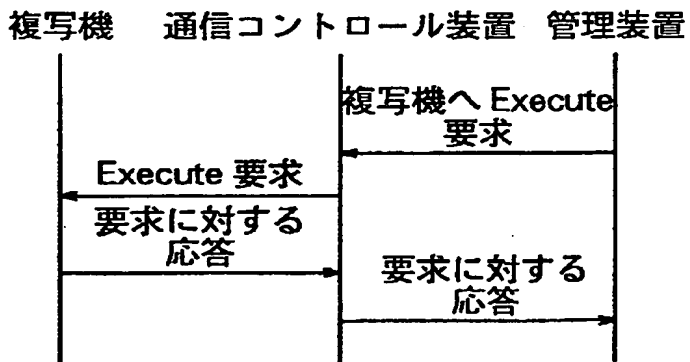 複写機 通信コントロール装置 管理装置
複写機へ Execute
要求
Execute 要求
要求に対する
応答
要求に対する
応答